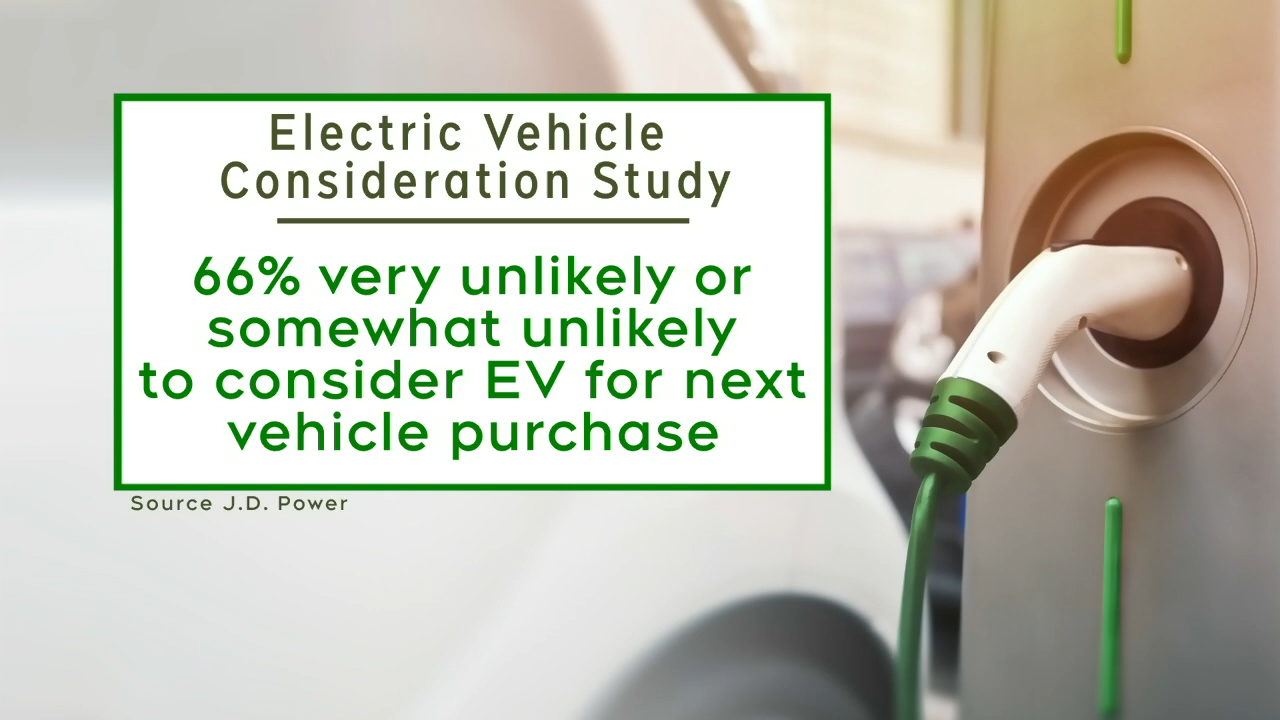 Electric Vehicle
Consideration Study
66% very unlikely or
somewhat unlikely
to consider EV for next
vehicle purchase
Source J.D. Power